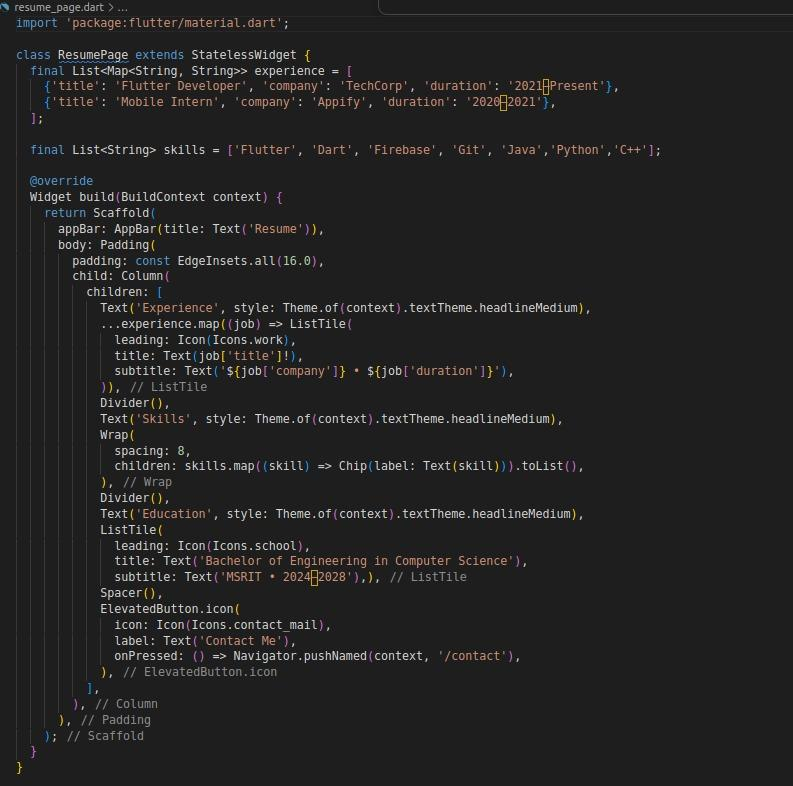 resume_page.dart > ...
import 'package:flutter/material.dart';
class ResumePage extends StatelessWidget {
final List<Map<String, String>> experience = [
{'title': 'Flutter Developer', 'company': 'TechCorp', 'duration': '2021–Present'},
{'title': 'Mobile Intern', 'company': 'Appify', 'duration': '2020–2021'},
];
final List<String> skills = ['Flutter', 'Dart', 'Firebase', 'Git', 'Java','Python','C++'];
@override
Widget build(BuildContext context) {
return Scaffold(
appBar: AppBar(title: Text('Resume')),
body: Padding(
padding: const EdgeInsets.all(16.0),
child: Column(
children: [
Text('Experience', style: Theme.of(context).textTheme.headlineMedium),
...experience.map((job) => ListTile(
leading: Icon(Icons.work),
title: Text(job['title']!),
subtitle: Text('${job['company']} • ${job['duration']}'),
)), // ListTile
Divider(),
Text('Skills', style: Theme.of(context).textTheme.headlineMedium),
Wrap(
spacing: 8,
children: skills.map((skill) => Chip(label: Text(skill))).toList(),
), // Wrap
Divider(),
Text('Education', style: Theme.of(context).textTheme.headlineMedium),
ListTile(
leading: Icon(Icons.school),
title: Text('Bachelor of Engineering in Computer Science'),
subtitle: Text('MSRIT • 2024–2028'),), // ListTile
Spacer(),
ElevatedButton.icon(
icon: Icon(Icons.contact_mail),
label: Text('Contact Me'),
onPressed: () => Navigator.pushNamed(context, '/contact'),
), // ElevatedButton.icon
],
), // Column
), // Padding
); // Scaffold
}
}